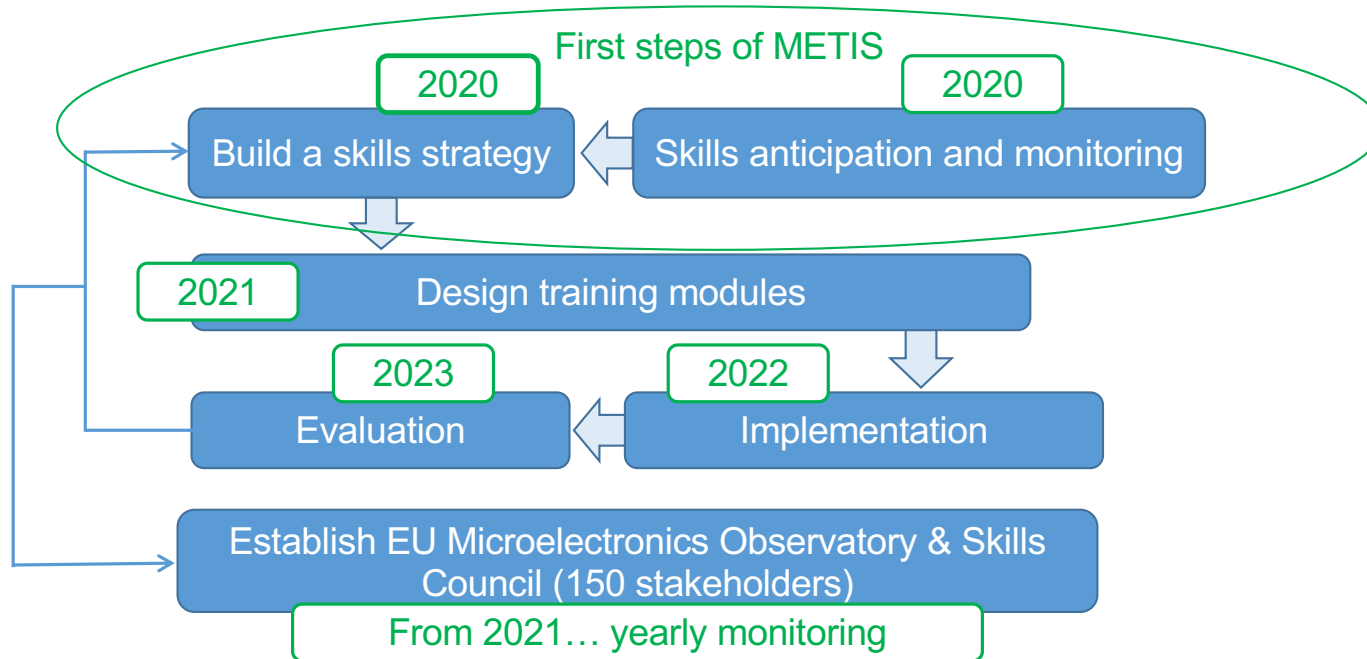 First steps of METIS
2020
2020
Build a skills strategy
Skills anticipation and monitoring
2021
Design training modules
2023
2022
Evaluation
Implementation
Establish EU Microelectronics Observatory & Skills
Council (150 stakeholders)
From 2021… yearly monitoring